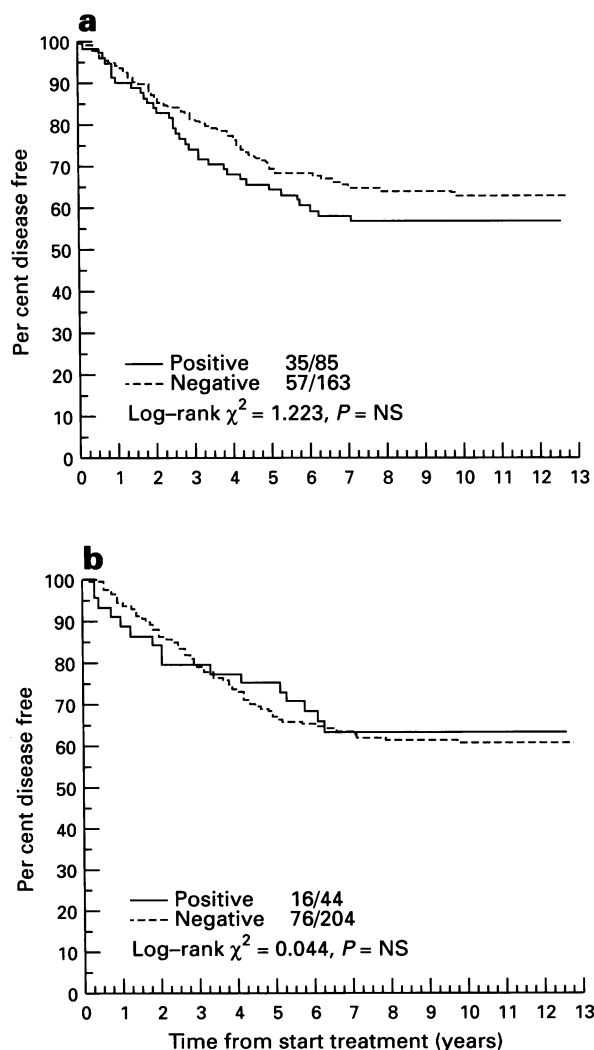 a
Per cent disease free
100
90
80
70
60
50
40
30
20
10
0
Positive 35/85
Negative 57/163
Log–rank χ² = 1.223, P = NS
0 1 2 3 4 5 6 7 8 9 10 11 12 13
b
Per cent disease free
100
90
80
70
60
50
40
30
20
10
0
Positive 16/44
Negative 76/204
Log–rank χ² = 0.044, P = NS
0 1 2 3 4 5 6 7 8 9 10 11 12 13
Time from start treatment (years)